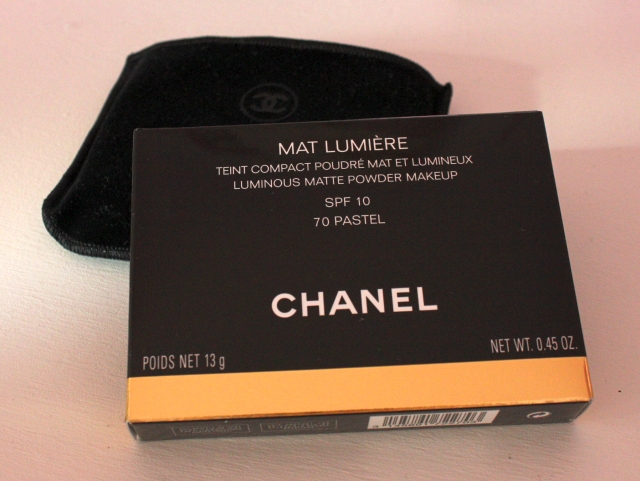 MAT LUMIÈRE
TEINT COMPACT POUDRÉ MAT ET LUMINEUX
LUMINOUS MATTE POWDER MAKEUP
SPF 10
70 PASTEL
CHANEL
POIDS NET 13 g
NET WT. 0.45 OZ.